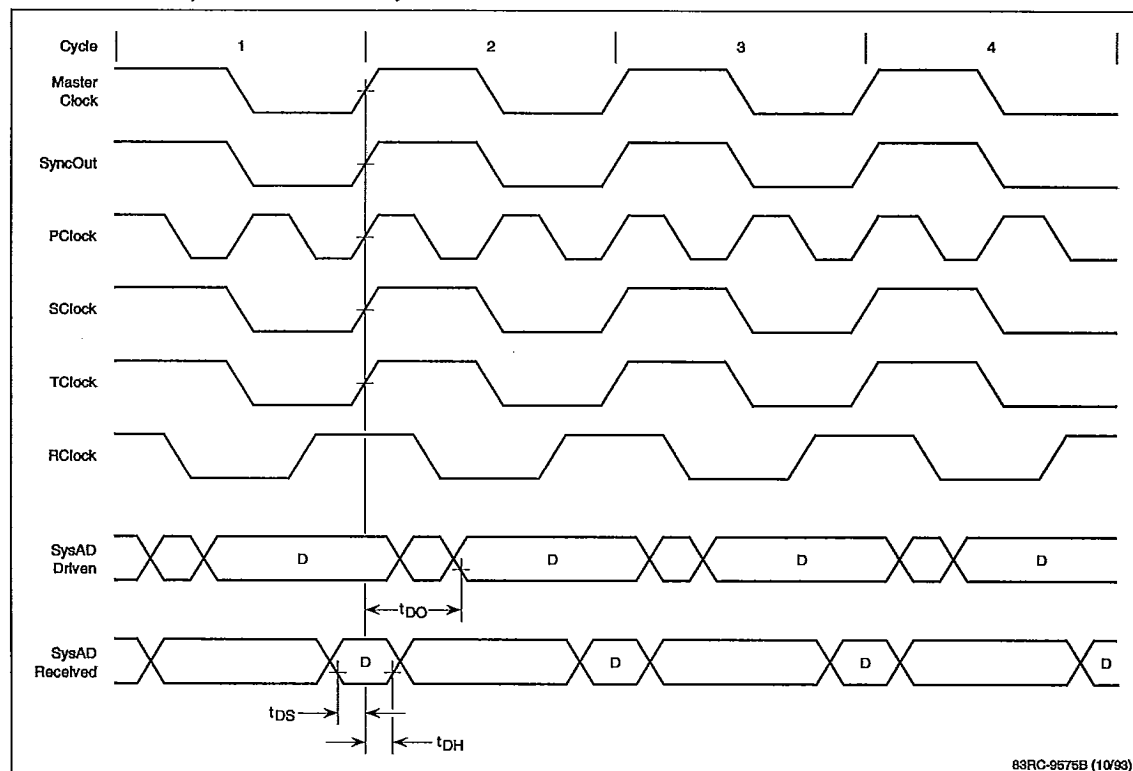 Cycle 1 2 3 4
Master
Clock
SyncOut
PClock
SClock
TClock
RClock
SysAD
Driven
D D D D
tDO
SysAD
Received
D D D D
tDS
tDH
83RC-9575B (10/93)